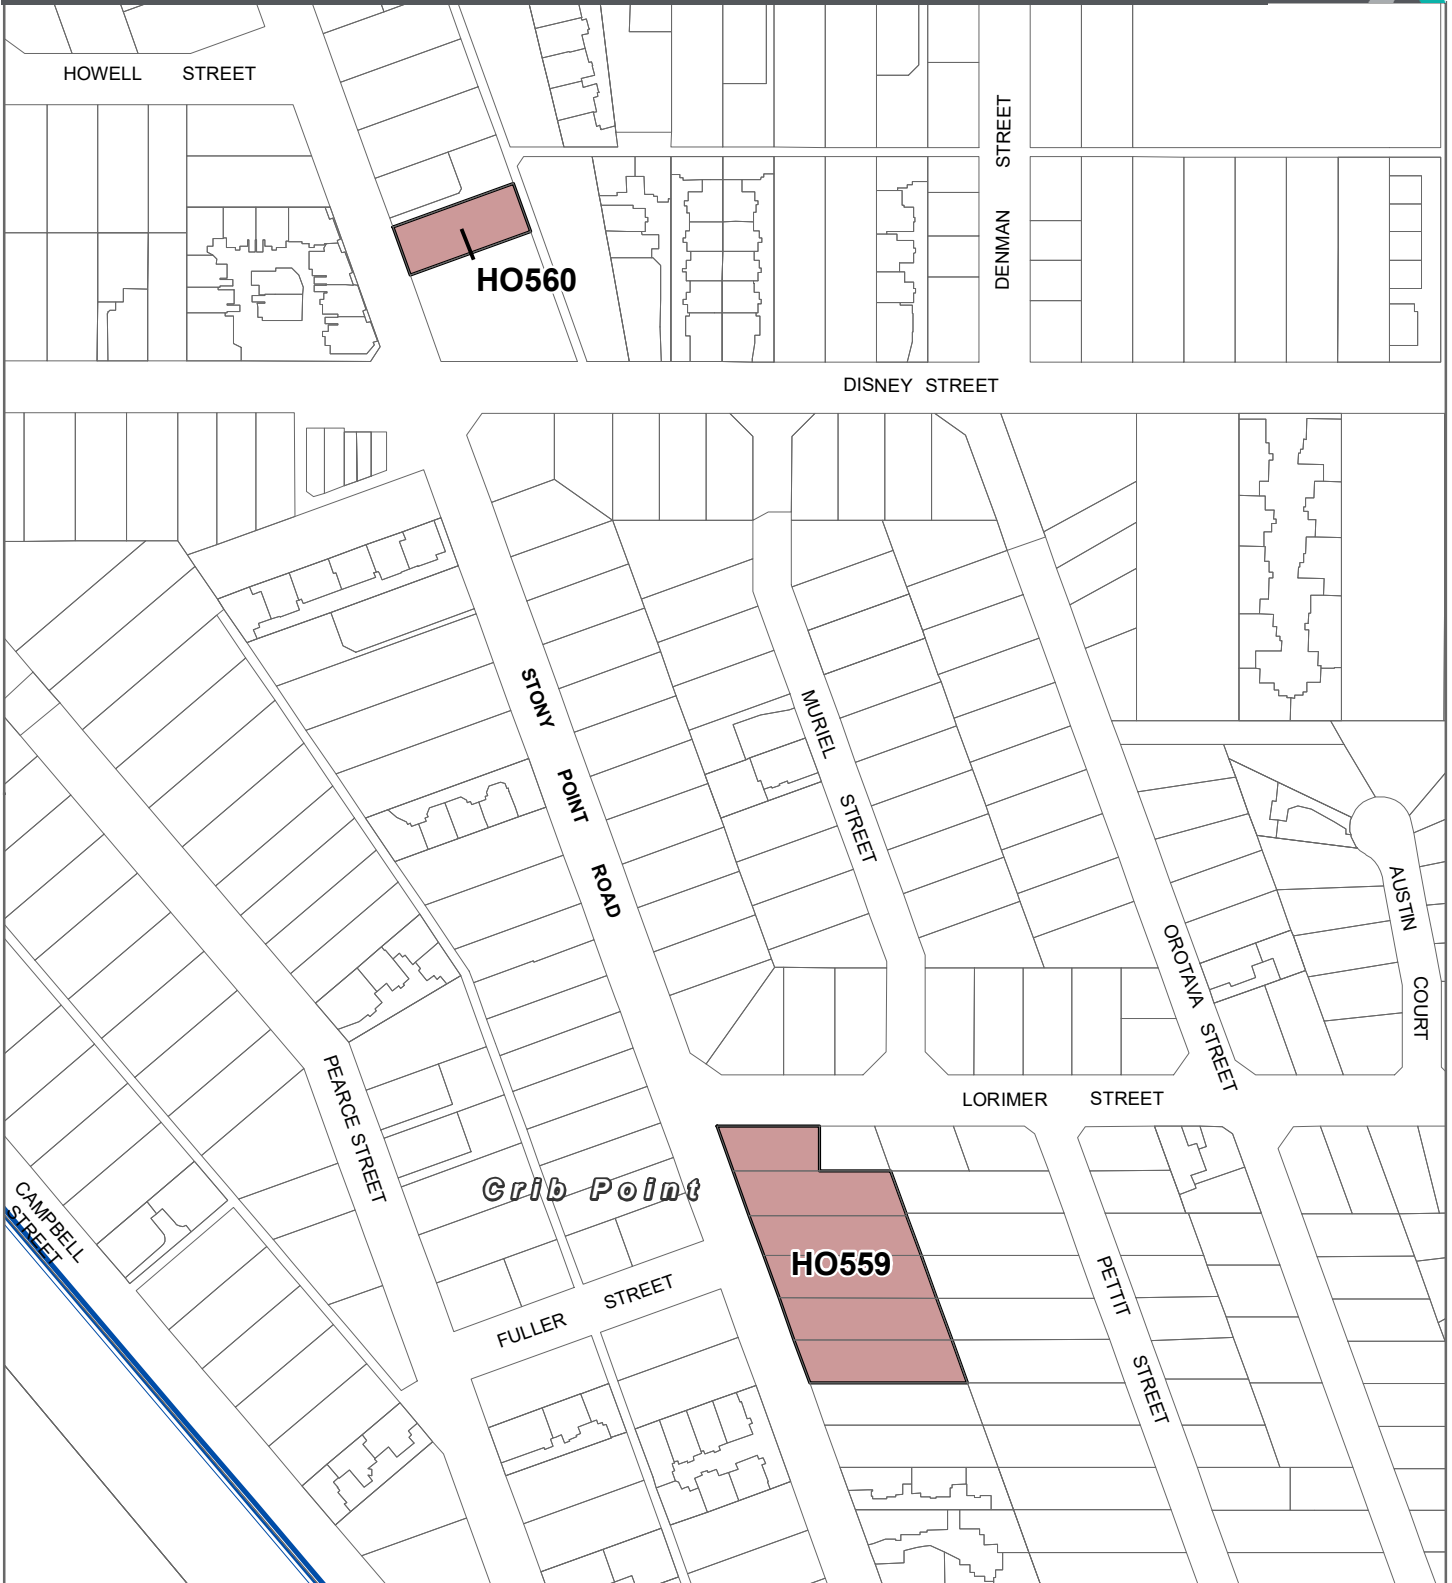 HOWELL STREET
DENMAN STREET
HO560
DISNEY STREET
STONY POINT ROAD
MURIEL STREET
AUSTIN COURT
OROTAVA STREET
PEARCE STREET
LORIMER STREET
Crib Point
CAMPBELL
STREET
HO559
PETTIT STREET
FULLER STREET